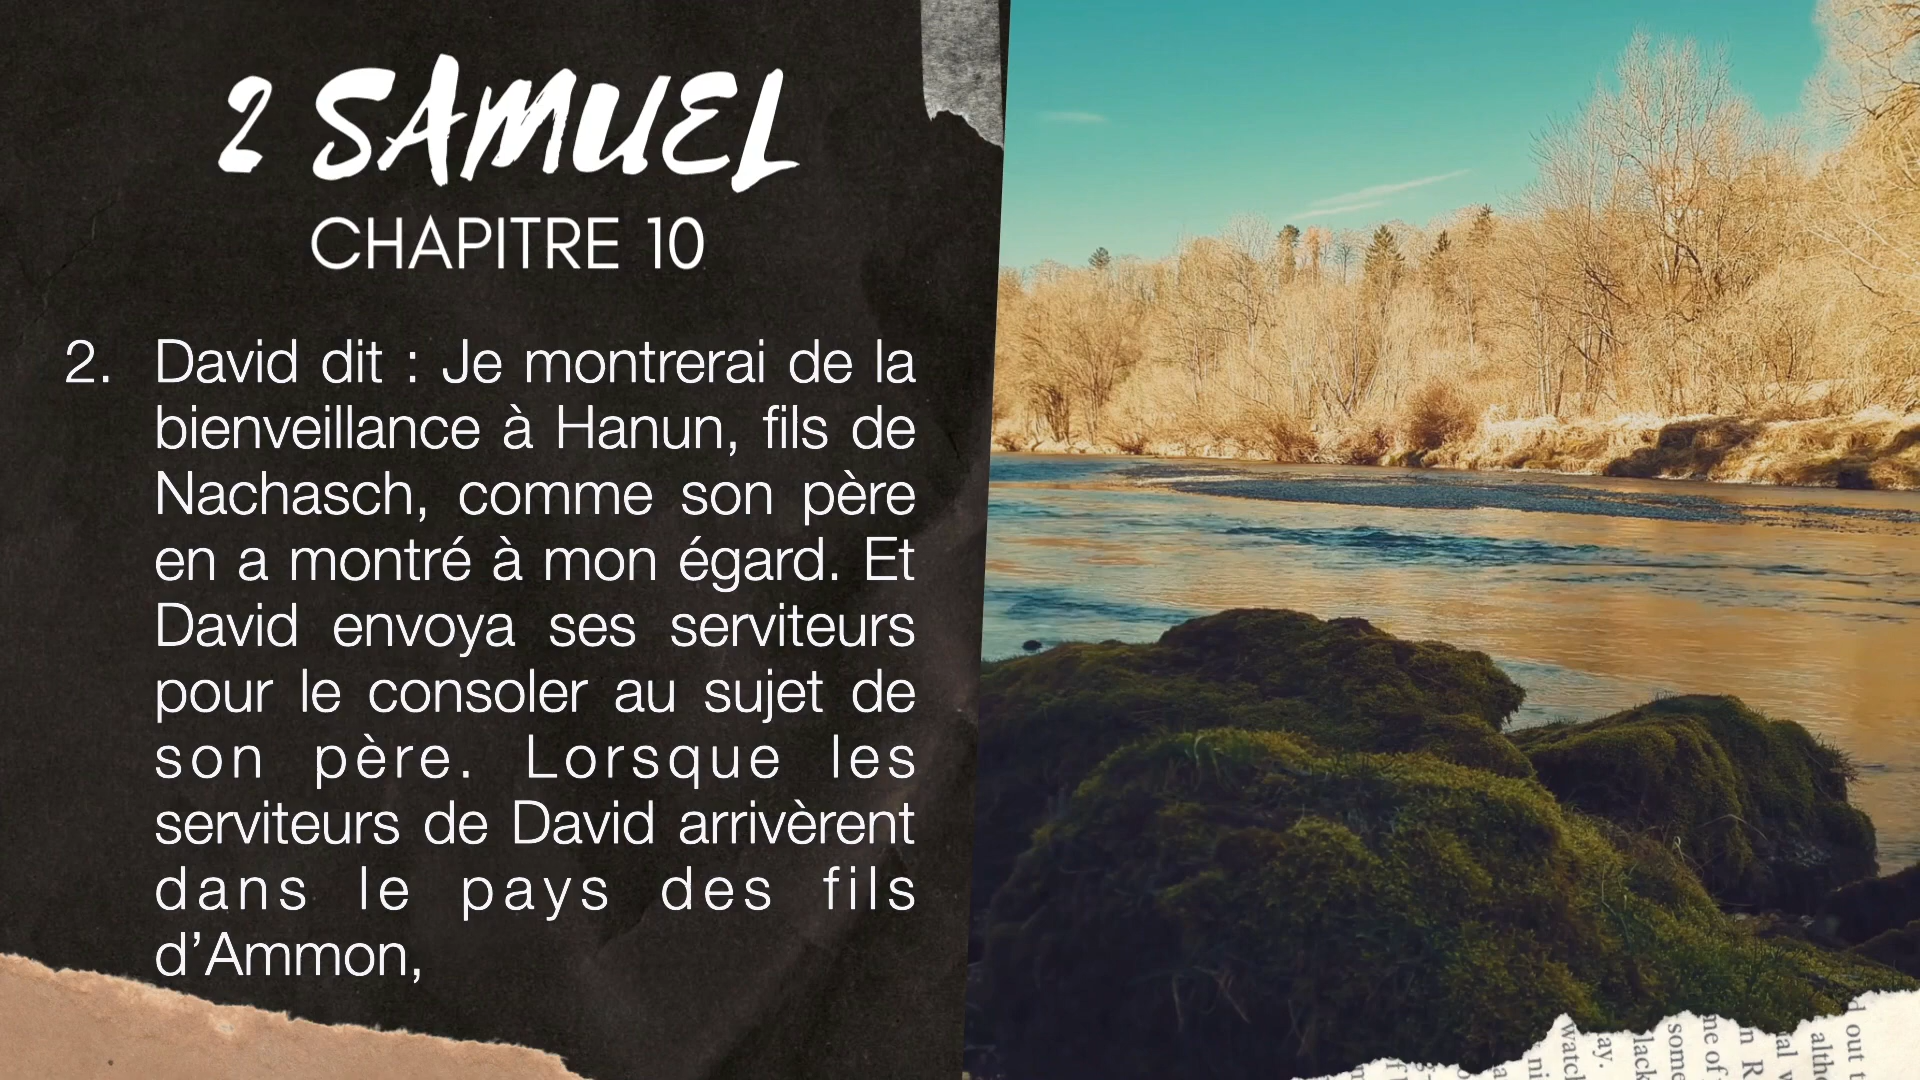 2 SAMUEL
CHAPITRE 10
2. David dit : Je montrerai de la
bienveillance à Hanun, fils de
Nachasch, comme son père
en a montré à mon égard. Et
David envoya ses serviteurs
pour le consoler au sujet de
son père. Lorsque les
serviteurs de David arrivèrent
dans le pays des fils
d’Ammon,